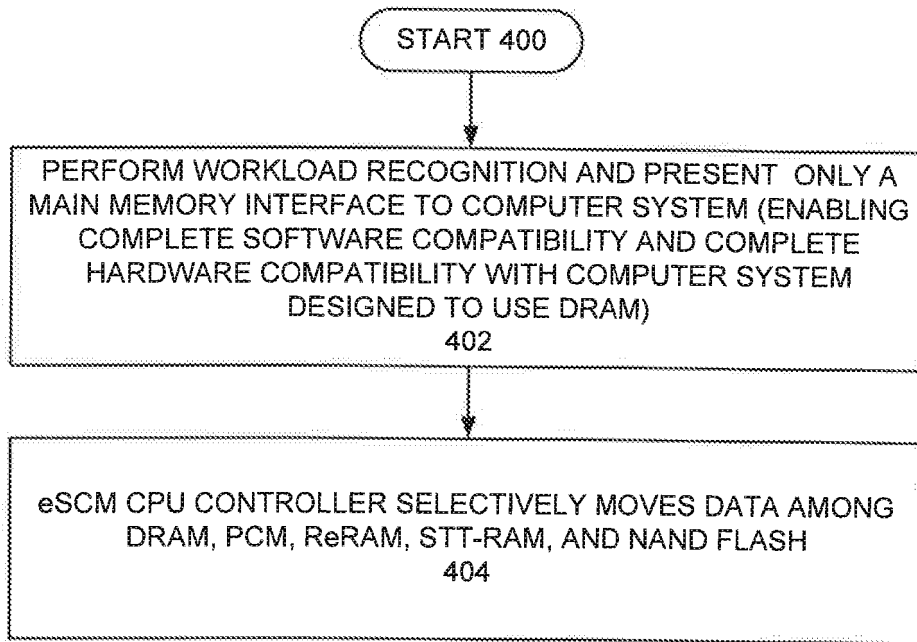 START 400
PERFORM WORKLOAD RECOGNITION AND PRESENT ONLY A
MAIN MEMORY INTERFACE TO COMPUTER SYSTEM (ENABLING
COMPLETE SOFTWARE COMPATIBILITY AND COMPLETE
HARDWARE COMPATIBILITY WITH COMPUTER SYSTEM
DESIGNED TO USE DRAM)
402
eSCM CPU CONTROLLER SELECTIVELY MOVES DATA AMONG
DRAM, PCM, ReRAM, STT-RAM, AND NAND FLASH
404